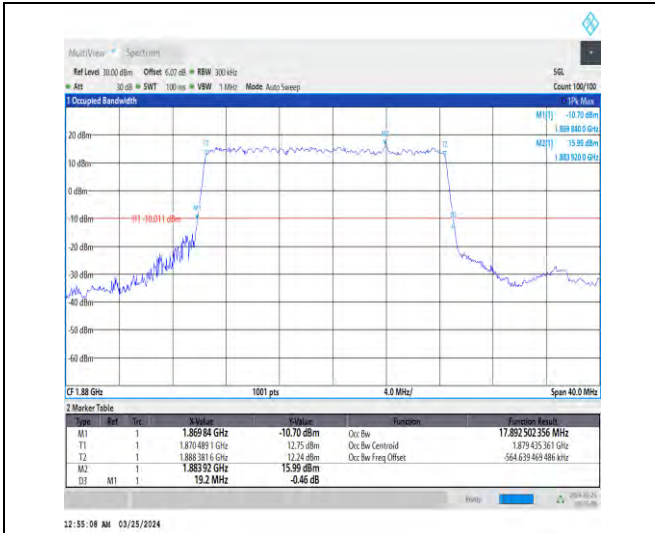 MultiView Spectrum
Ref Level 30.00 dBm Offset 6.07 dB RBW 300 kHz SGL
Att 30 dB SWT 100 ms VBW 1 MHz Mode Auto Sweep Count 100/100
1 Occupied Bandwidth 1Pk Max
M1[1] -10.70 dBm
1.869 840 0 GHz
M2[1] 15.99 dBm
1.883 920 0 GHz
20 dBm
T1
M2
T2
10 dBm
0 dBm
M1
-10 dBm
H1 -10.011 dBm
D3
-20 dBm
-30 dBm
-40 dBm
-50 dBm
-60 dBm
CF 1.88 GHz 1001 pts 4.0 MHz/ Span 40.0 MHz
2 Marker Table
Type Ref Trc X-Value Y-Value Function Function Result
M1 1 1.869 84 GHz -10.70 dBm Occ Bw 17.892 502 356 MHz
T1 1 1.870 489 1 GHz 12.75 dBm Occ Bw Centroid 1.879 435 361 GHz
T2 1 1.888 381 6 GHz 12.24 dBm Occ Bw Freq Offset -564.639 469 486 kHz
M2 1 1.883 92 GHz 15.99 dBm
D3 M1 1 19.2 MHz -0.46 dB
Ready
12:55:08 AM 03/25/2024